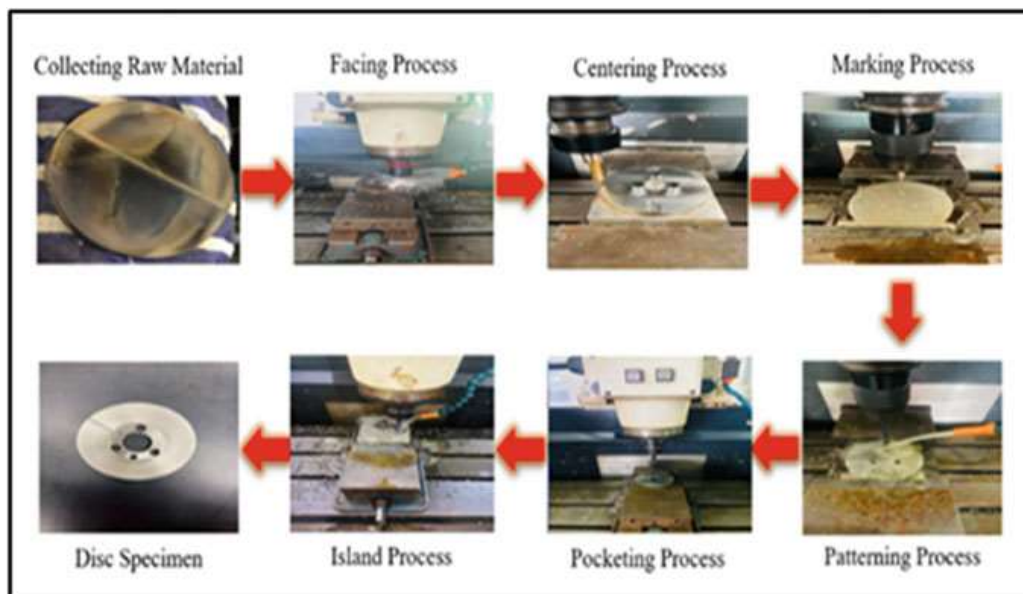 Collecting Raw Material
Facing Process
Centering Process
Marking Process
Disc Specimen
Island Process
Pocketing Process
Patterning Process